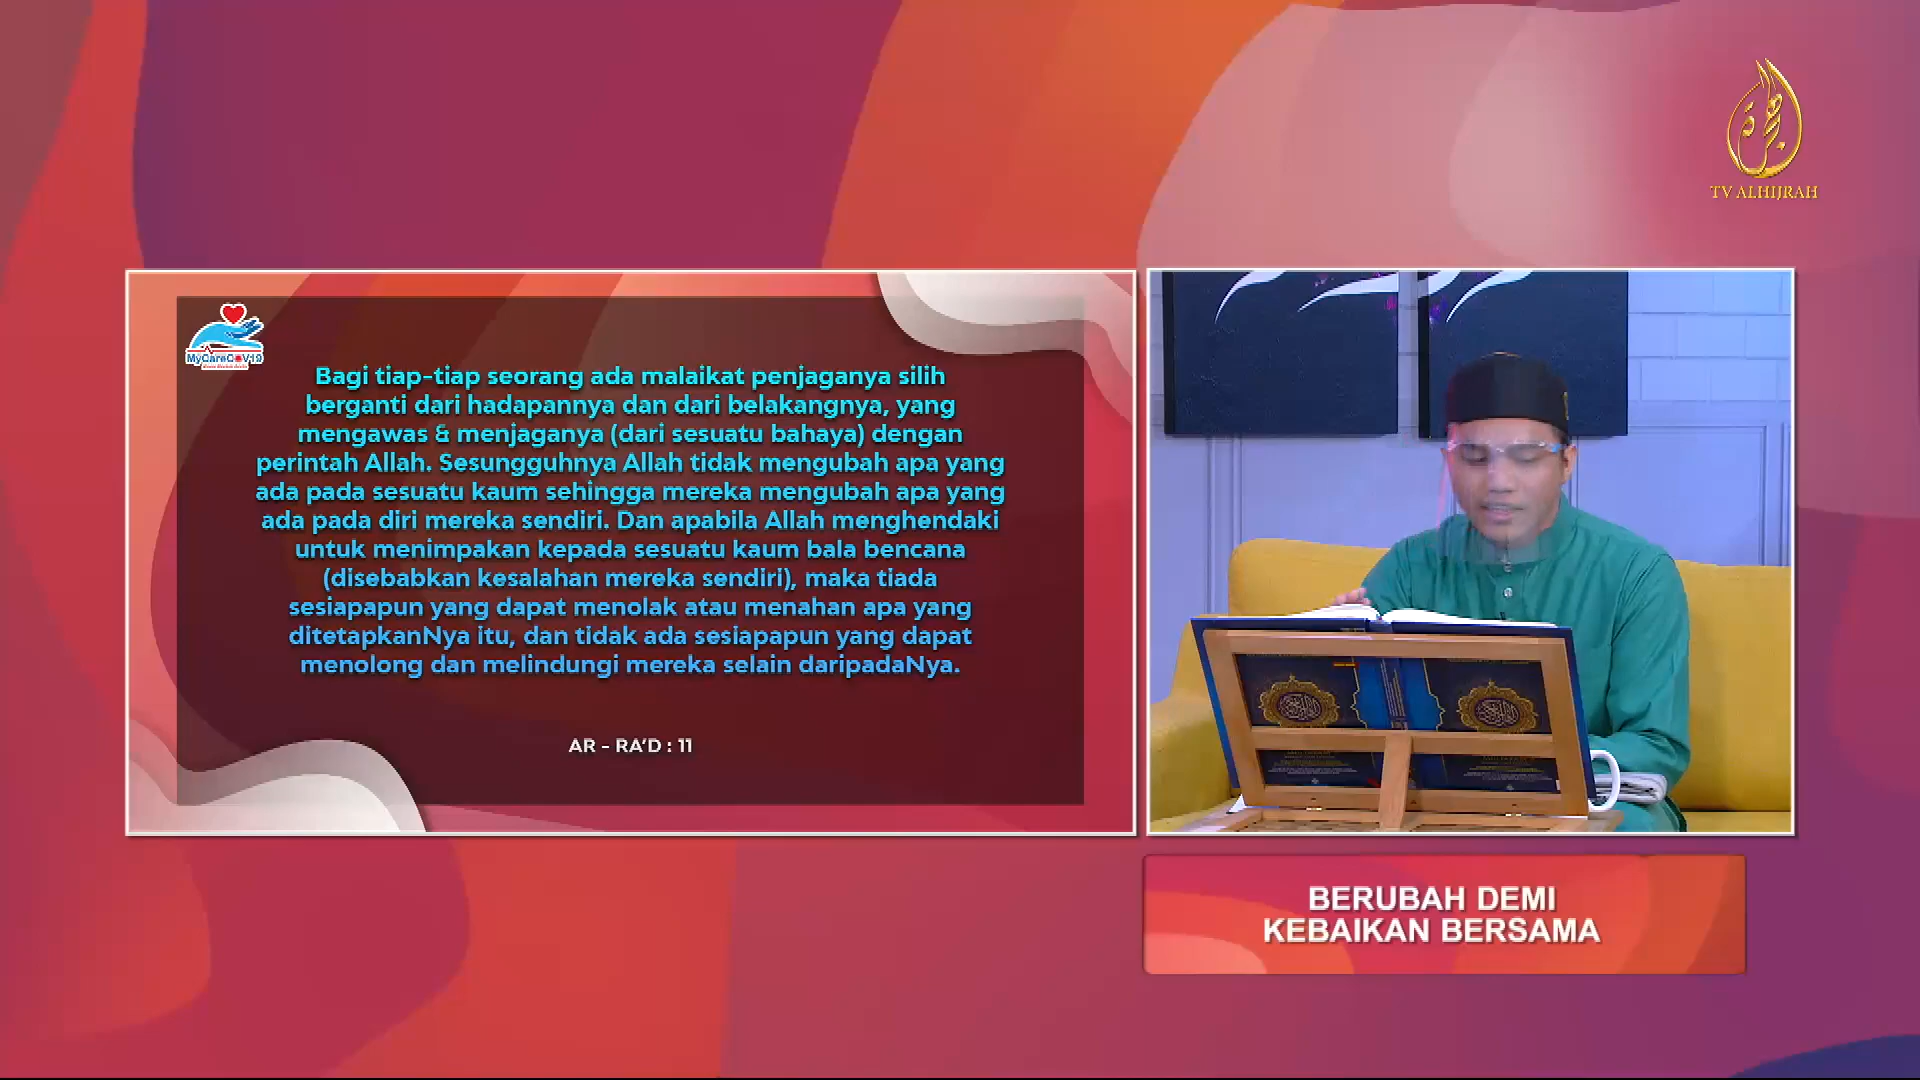 هجرة
TV ALHIJRAH
MyCareCoV19
Bagi tiap-tiap seorang ada malaikat penjaganya silih
berganti dari hadapannya dan dari belakangnya, yang
mengawas & menjaganya (dari sesuatu bahaya) dengan
perintah Allah. Sesungguhnya Allah tidak mengubah apa yang
ada pada sesuatu kaum sehingga mereka mengubah apa yang
ada pada diri mereka sendiri. Dan apabila Allah menghendaki
untuk menimpakan kepada sesuatu kaum bala bencana
(disebabkan kesalahan mereka sendiri), maka tiada
sesiapapun yang dapat menolak atau menahan apa yang
ditetapkanNya itu, dan tidak ada sesiapapun yang dapat
menolong dan melindungi mereka selain daripadaNya.
AR - RA'D : 11
BERUBAH DEMI
KEBAIKAN BERSAMA